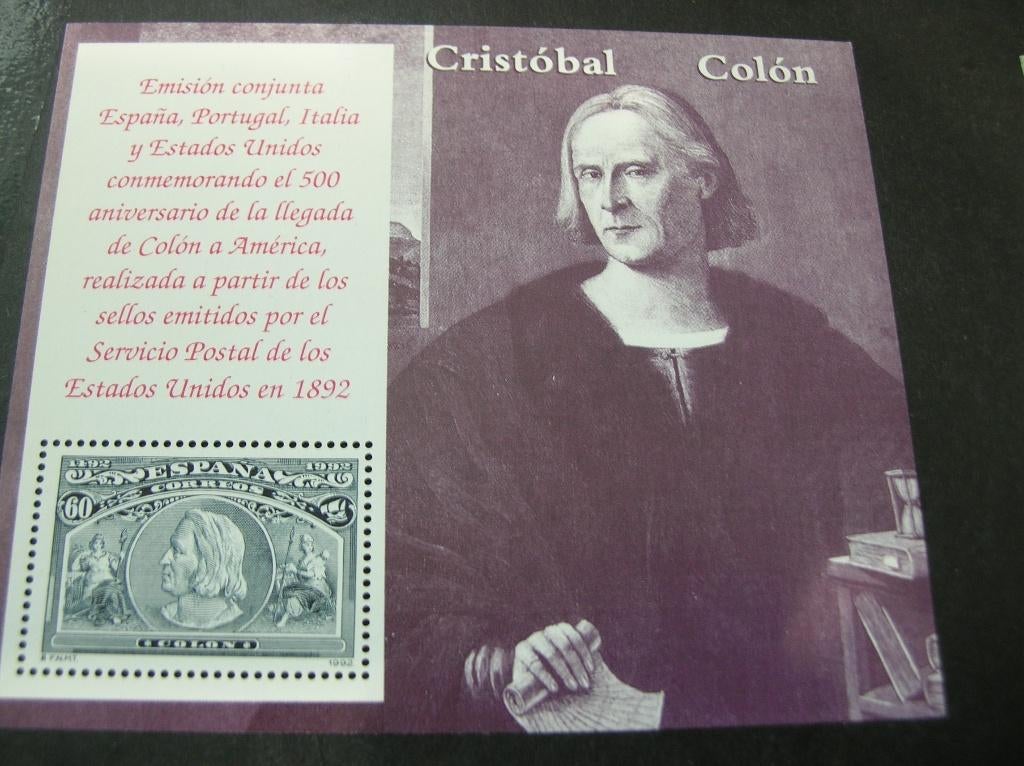 Cristóbal Colón
Emisión conjunta
España, Portugal, Italia
y Estados Unidos
conmemorando el 500
aniversario de la llegada
de Colón a América,
realizada a partir de los
sellos emitidos por el
Servicio Postal de los
Estados Unidos en 1892
1492 ESPAÑA 1992
CORREOS
60
COLON
F.N.M.T. 1992